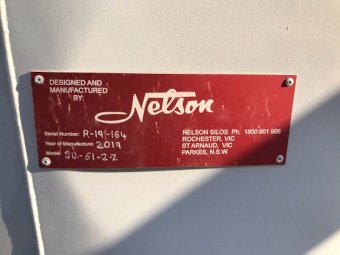 DESIGNED AND
MANUFACTURED
BY:
Nelson
Serial Number: R-19-164
Year of Manufacture: 2019
Model: SU-61-2-2
NELSON SILOS Ph: 1800 601 966
ROCHESTER, VIC
ST ARNAUD, VIC
PARKES, N.S.W.